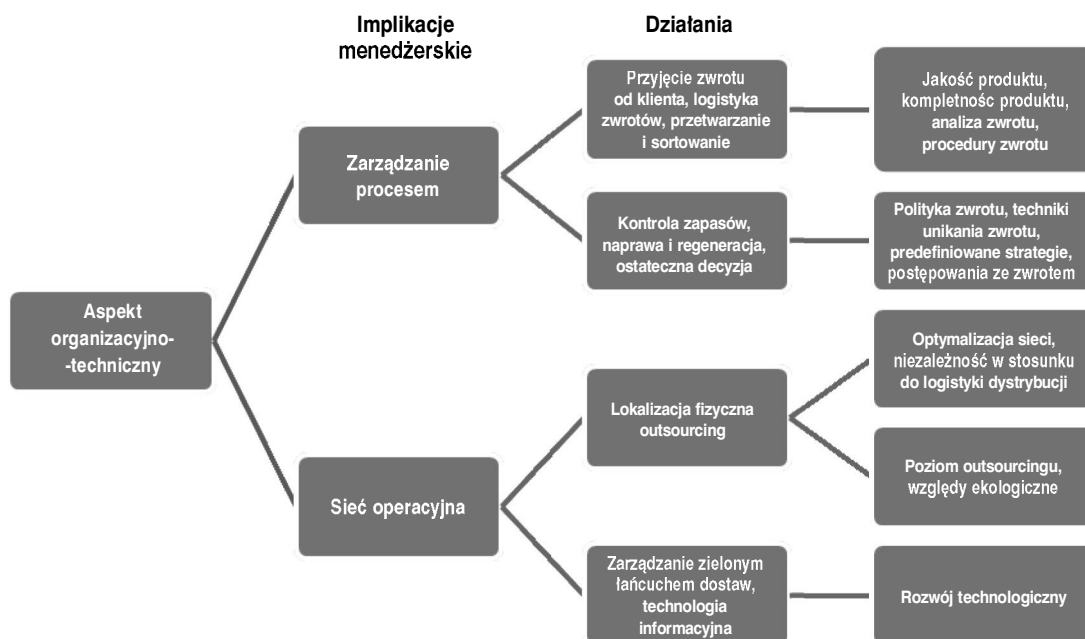 Implikacje
menedżerskie
Działania
Aspekt
organizacyjno-
-techniczny
Zarządzanie
procesem
Przyjęcie zwrotu
od klienta, logistyka
zwrotów, przetwarzanie
i sortowanie
Jakość produktu,
kompletnośc produktu,
analiza zwrotu,
procedury zwrotu
Kontrola zapasów,
naprawa i regeneracja,
ostateczna decyzja
Polityka zwrotu, techniki
unikania zwrotu,
predefiniowane strategie,
postępowania ze zwrotem
Sieć operacyjna
Lokalizacja fizyczna
outsourcing
Optymalizacja sieci,
niezależność w stosunku
do logistyki dystrybucji
Poziom outsourcingu,
względy ekologiczne
Zarządzanie zielonym
łańcuchem dostaw,
technologia
informacyjna
Rozwój technologiczny